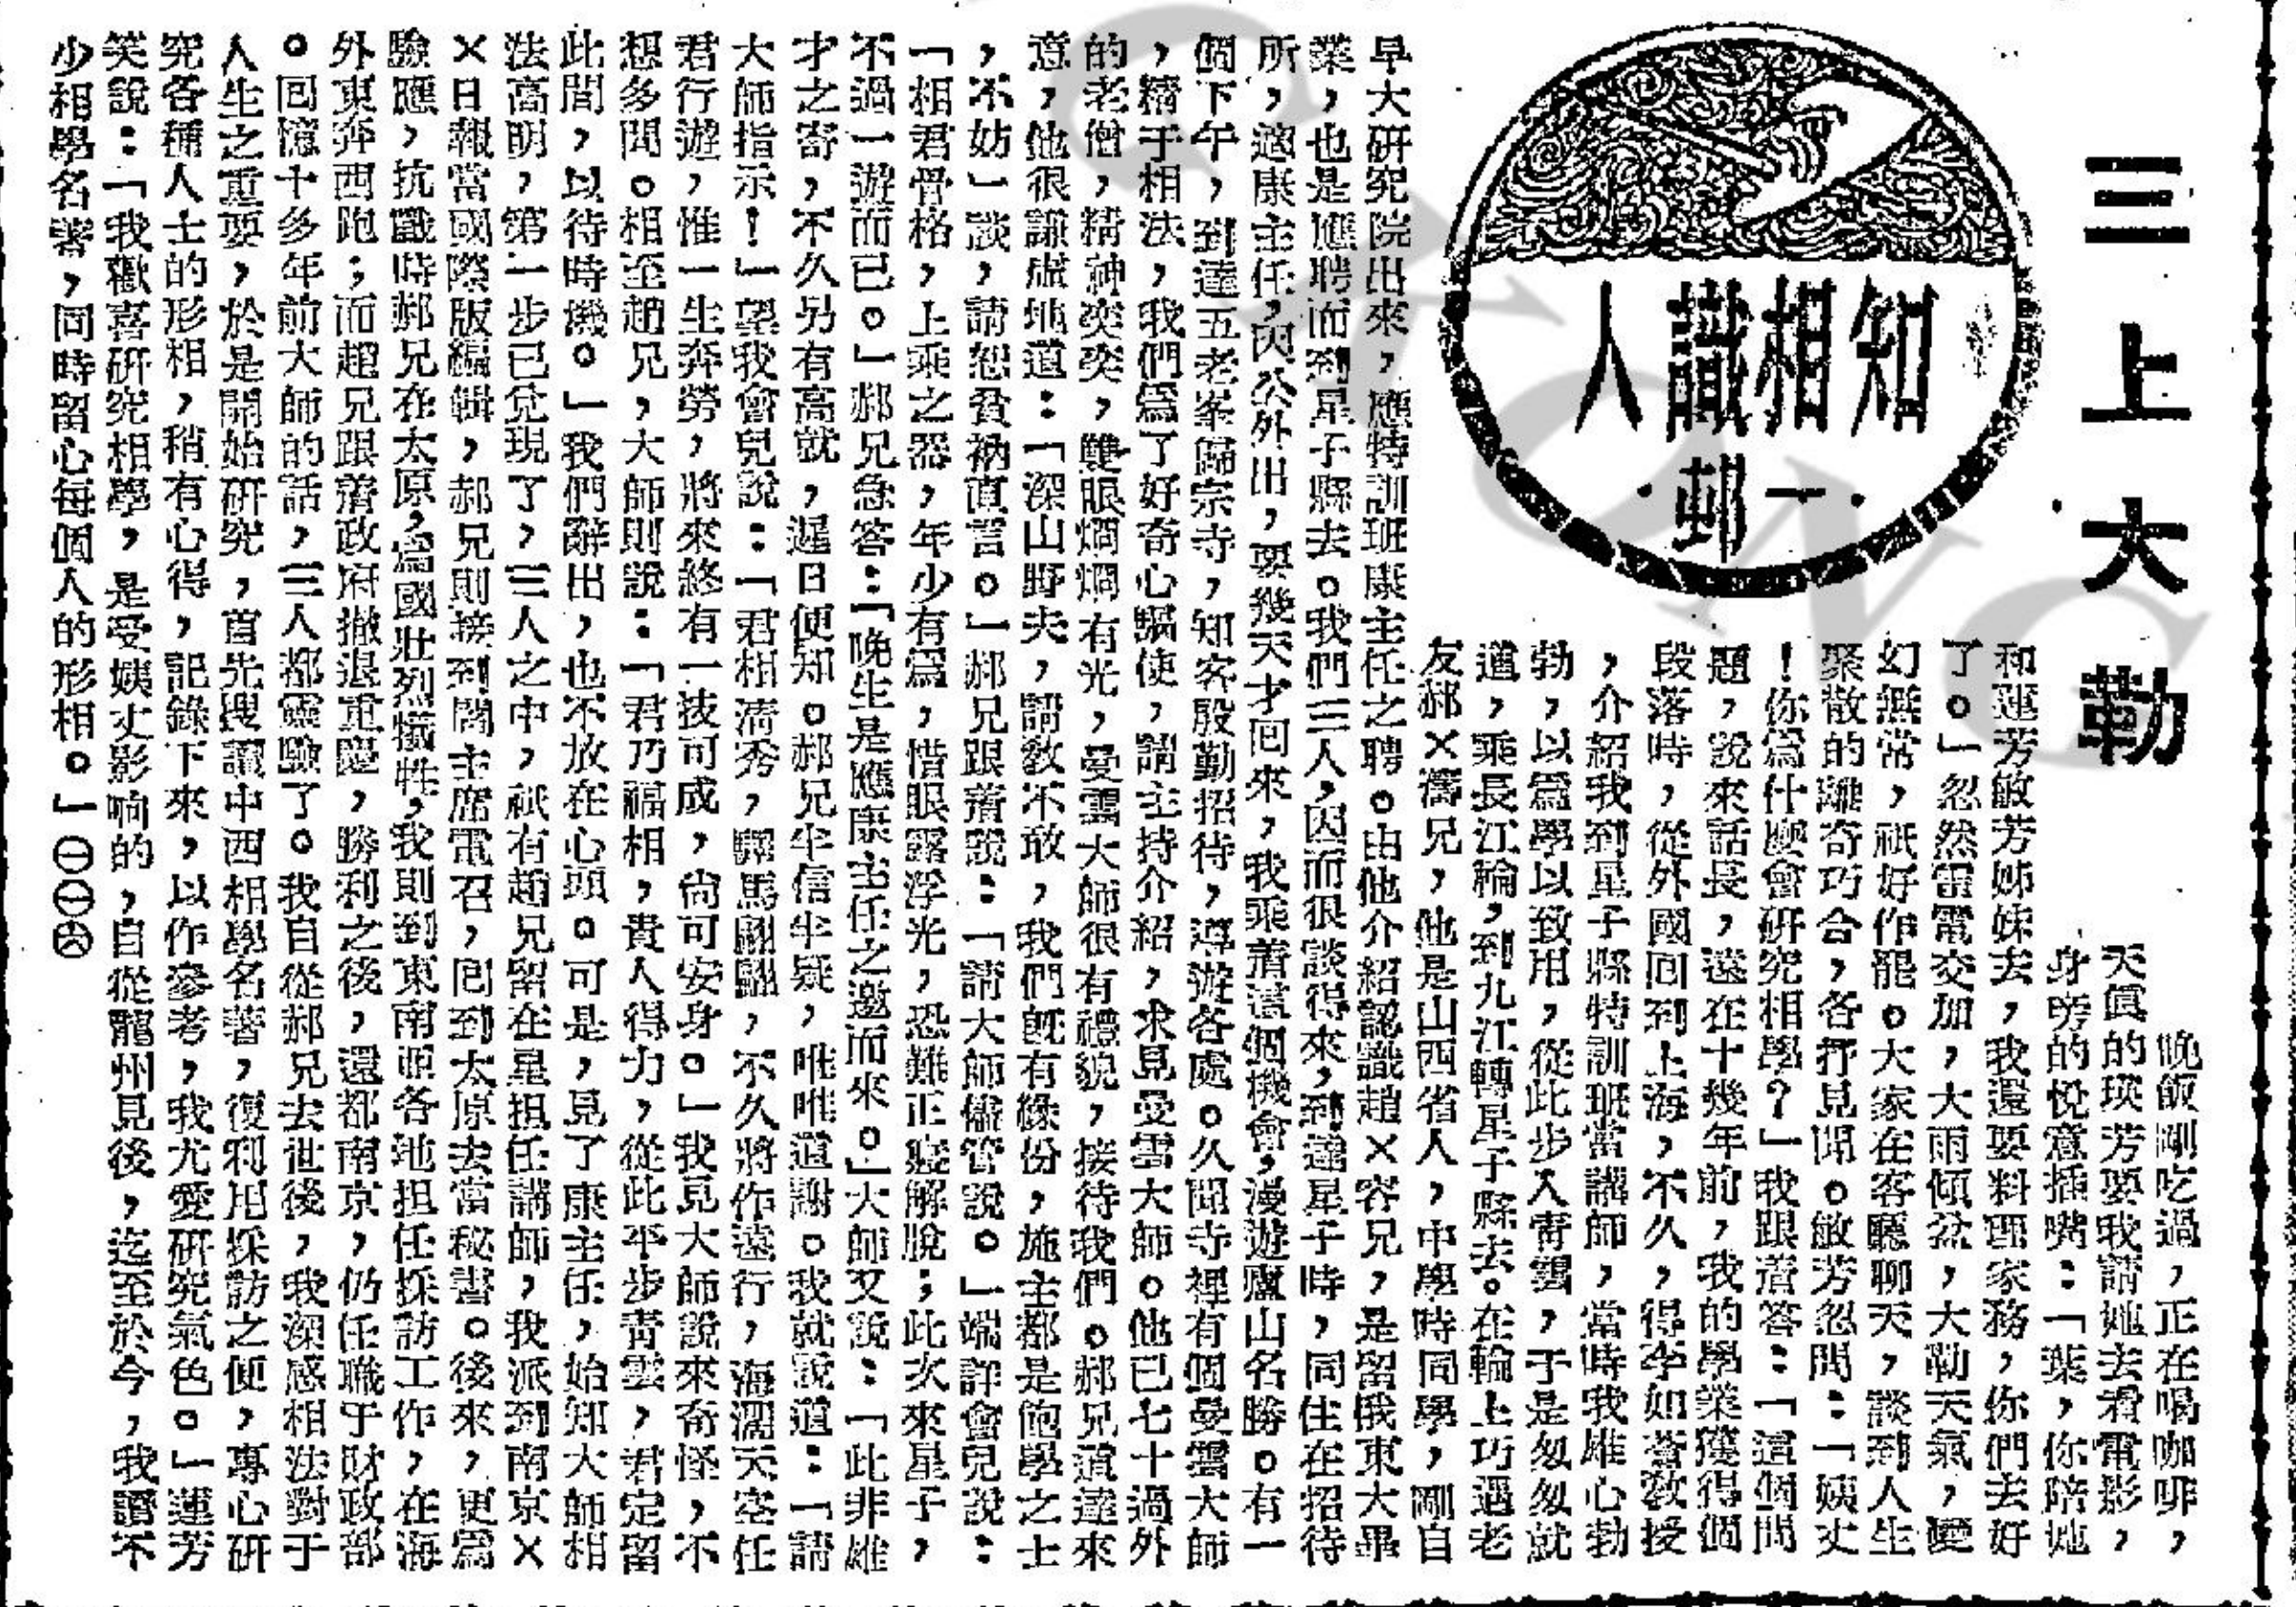 三上大勒
知相識人
·一邨·
晚飯剛吃過，正在喝咖啡，
天眞的瑛芳要我請她去看電影，
身旁的悅意插嘴：「葉，你陪她
和蓮芳敏芳姊妹去，我還要料理家務，你們去好
了。」忽然雷電交加，大雨傾盆，大勒天氣，變
幻無常，祇好作罷。大家在客廳聊天，談到人生
聚散的離奇巧合，各抒見聞。敏芳忽問：「姨丈
！你爲什麼會研究相學？」我跟着答：「這個問
題，說來話長，遠在十幾年前，我的學業獲得個
段落時，從外國回到上海，不久，得李如蒼敎授
，介紹我到星子縣特訓班當講師，當時我雄心勃
勃，以爲學以致用，從此步入青雲，于是匆匆就
道，乘長江輪，到九江轉星子縣去。在輪上巧遇老
友郝×濤兄，他是山西省人，中學時同學，剛自
早大研究院出來，應特訓班康主任之聘。由他介紹認識趙×容兄，是留俄東大畢
業，也是應聘而到星子縣去。我們三人，因而很談得來，到達星子時，同住在招待
所，適康主任，因公外出，要幾天才回來，我乘着這個機會，漫遊廬山名勝。有一
個下午，到達五老峯歸宗寺，知客殷勤招待，導遊各處。久聞寺裡有個曼雲大師
，精于相法，我們爲了好奇心驅使，請主持介紹，求見曼雲大師。他已七十過外
的老僧，精神奕奕，雙眼燗燗有光，曼雲大師很有禮貌，接待我們。郝兄道達來
意，他很謙虛地道：「深山野夫，請敎不敢，我們旣有緣份，施主都是飽學之士
，不妨」談，請恕貧衲直言。」郝兄跟着說：「請大師儘管說。」端詳會兒說：
「相君骨格，上乘之器，年少有爲，惜眼露浮光，恐難正寢解脫；此次來星子，
不過一遊而已。」郝兄急答：「晚生是應康主任之邀而來。」大師又說：「此非雄
才之寄，不久另有高就，遲日便知。郝兄半信半疑，唯唯道謝。我就說道：「請
大師指示！」望我會兒說：「君相淸秀，驛馬翩翩，不久將作遠行，海濶天空任
君行遊，惟一生奔勞，將來終有一技可成，尙可安身。」我見大師說來奇怪，不
想多問。相至趙兄，大師則說：「君乃福相，貴人得力，從此平步青雲，君定留
此間，以待時機。」我們辭出，也不放在心頭。可是，見了康主任，始知大師相
法高明，第一步已兌現了，三人之中，祇有趙兄留在星担任講師，我派到南京×
×日報當國際版編輯，郝兄則接到閻主席電召，回到太原去當秘書。後來，更爲
驗應，抗戰時郝兄在太原，爲國壯烈犧牲，我則到東南亞各地担任採訪工作，在海
外東奔西跑；而趙兄跟着政府撤退重慶，勝利之後，還都南京，仍任職于財政部
。回憶十多年前大師的話，三人都靈驗了。我自從郝兄去世後，我深感相法對于
人生之重要，於是開始研究，首先搜讀中西相學名著，復利用採訪之便，專心研
究各種人士的形相，稍有心得，記錄下來，以作參考，我尤愛研究氣色。」蓮芳
笑說：「我歡喜研究相學，是受姨丈影响的，自從龍州見後，迄至於今，我讀不
少相學名著，同時留心每個人的形相。」㊀㊀㊅